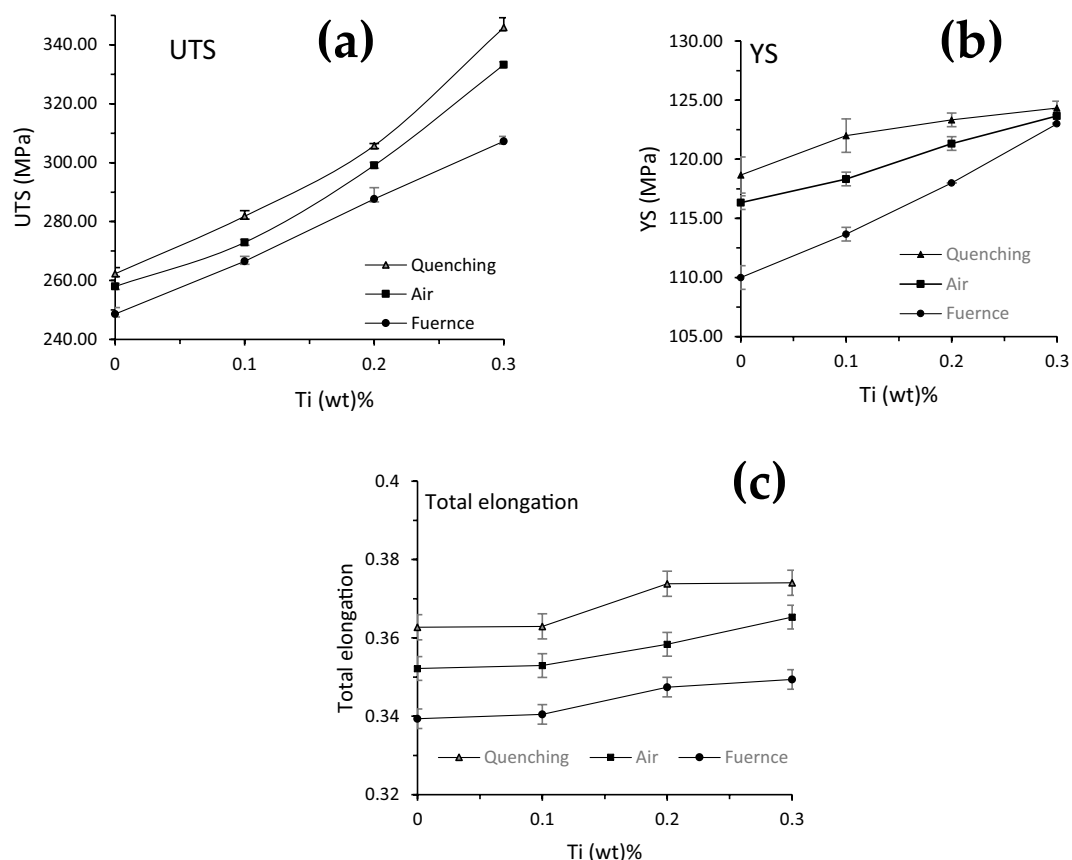 (a)
UTS
UTS (MPa)
340.00
320.00
300.00
280.00
260.00
240.00
Quenching
Air
Fuernce
0 0.1 0.2 0.3
Ti (wt)%
(b)
YS
YS (MPa)
130.00
125.00
120.00
115.00
110.00
105.00
Quenching
Air
Fuernce
0 0.1 0.2 0.3
Ti (wt)%
(c)
Total elongation
Total elongation
0.4
0.38
0.36
0.34
0.32
Quenching Air Fuernce
0 0.1 0.2 0.3
Ti (wt)%